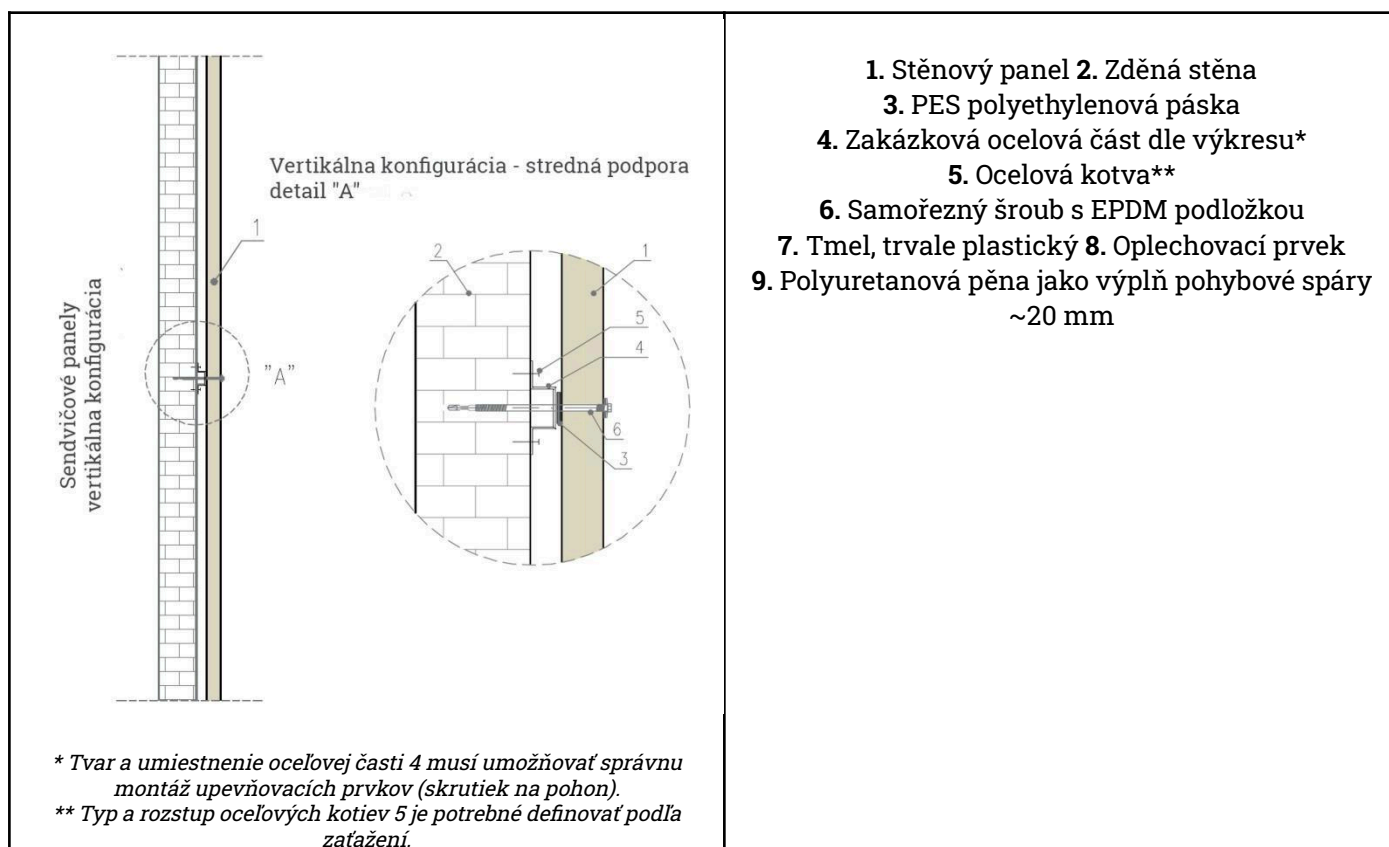 Vertikálna konfigurácia - stredná podpora
detail "A"
1
2
1
5
4
"A"
6
3
Sendvičové panely
vertikálna konfigurácia
* Tvar a umiestnenie oceľovej časti 4 musí umožňovať správnu
montáž upevňovacích prvkov (skrutiek na pohon).
** Typ a rozstup oceľových kotiev 5 je potrebné definovať podľa
zaťažení.
1. Stěnový panel 2. Zděná stěna
3. PES polyethylenová páska
4. Zakázková ocelová část dle výkresu*
5. Ocelová kotva**
6. Samořezný šroub s EPDM podložkou
7. Tmel, trvale plastický 8. Oplechovací prvek
9. Polyuretanová pěna jako výplň pohybové spáry
~20 mm